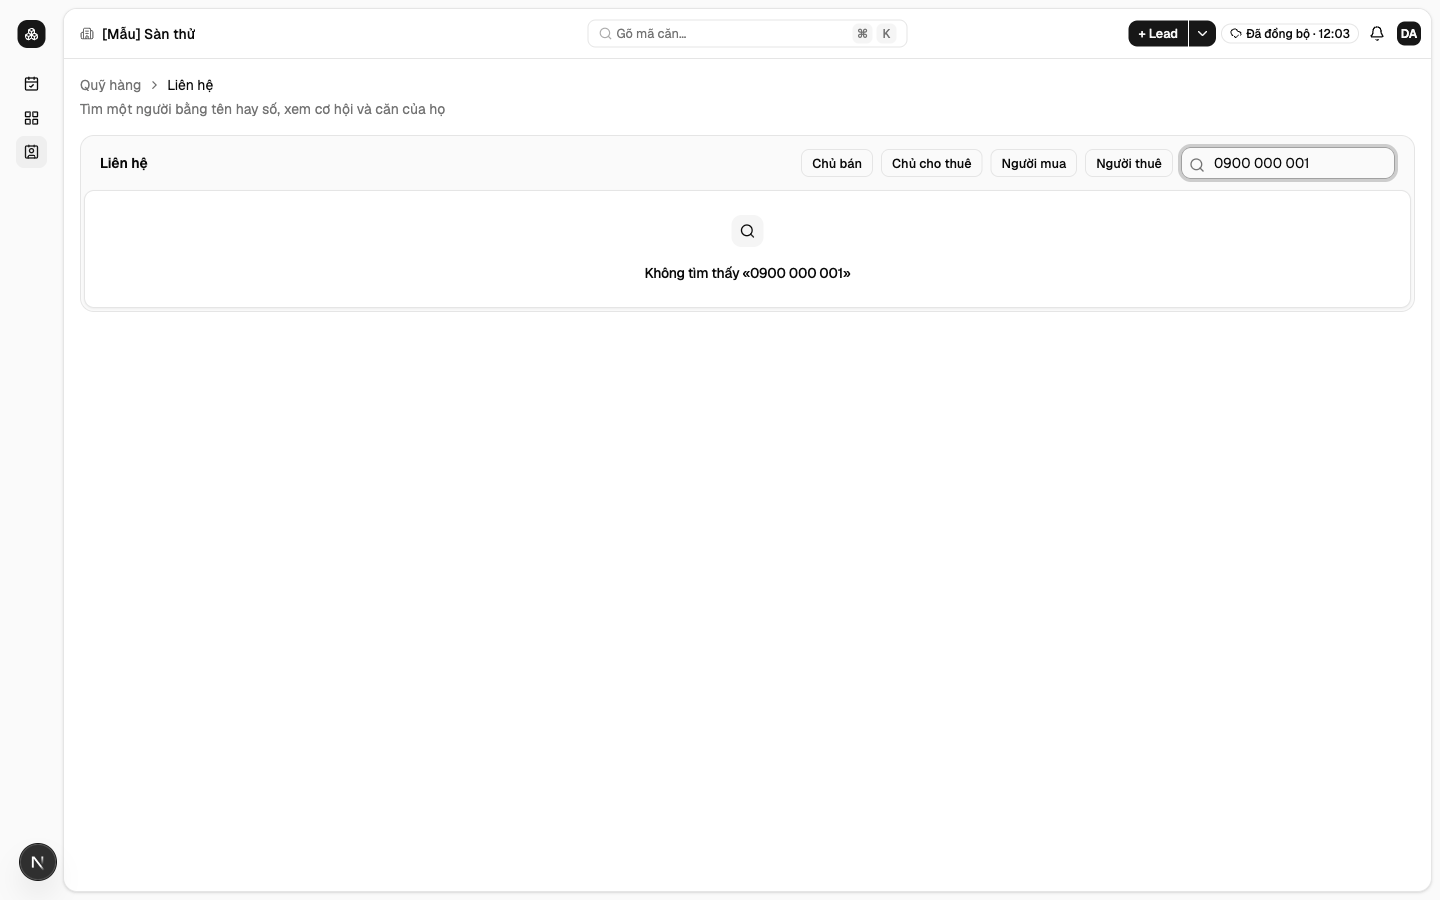 [Mẫu] Sàn thử
Gõ mã căn...
⌘ K
+ Lead
Đã đồng bộ · 12:03
DA
Quỹ hàng > Liên hệ
Tìm một người bằng tên hay số, xem cơ hội và căn của họ
Liên hệ
Chủ bán
Chủ cho thuê
Người mua
Người thuê
0900 000 001
Không tìm thấy «0900 000 001»
N